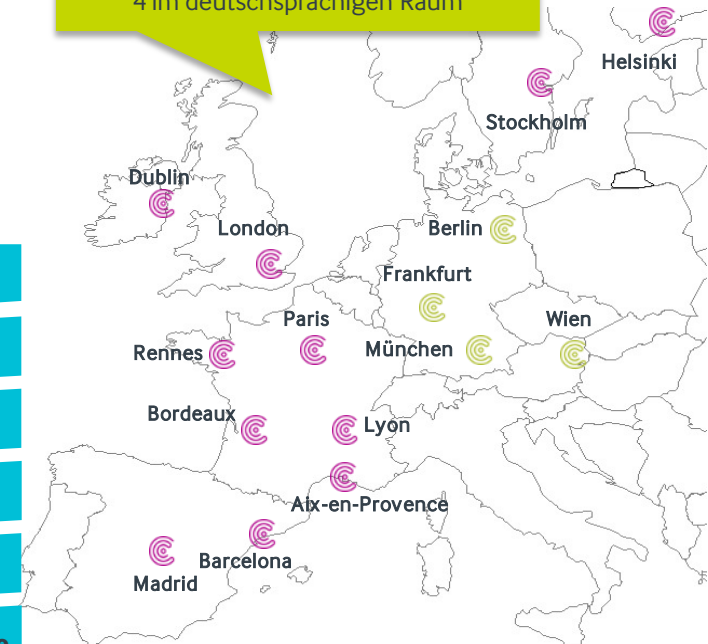 4 im deutschsprachigen Raum
Helsinki
Stockholm
Dublin
London
Berlin
Frankfurt
Paris
Wien
Rennes
München
Bordeaux
Lyon
Aix-en-Provence
Barcelona
Madrid